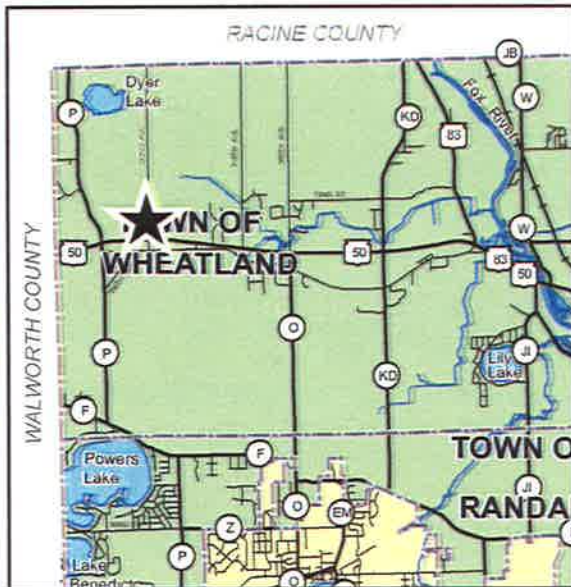 RACINE COUNTY
JB
Dyer
Lake
P
KD
83
Fox River
W
W
50
WN OF
WHEATLAND
50
83
50
WALWORTH COUNTY
O
P
KD
Lily
Lake
JI
F
TOWN O
Powers
Lake
F
RANDA
JI
O
EM
Z
P
Lake
Benedict
O